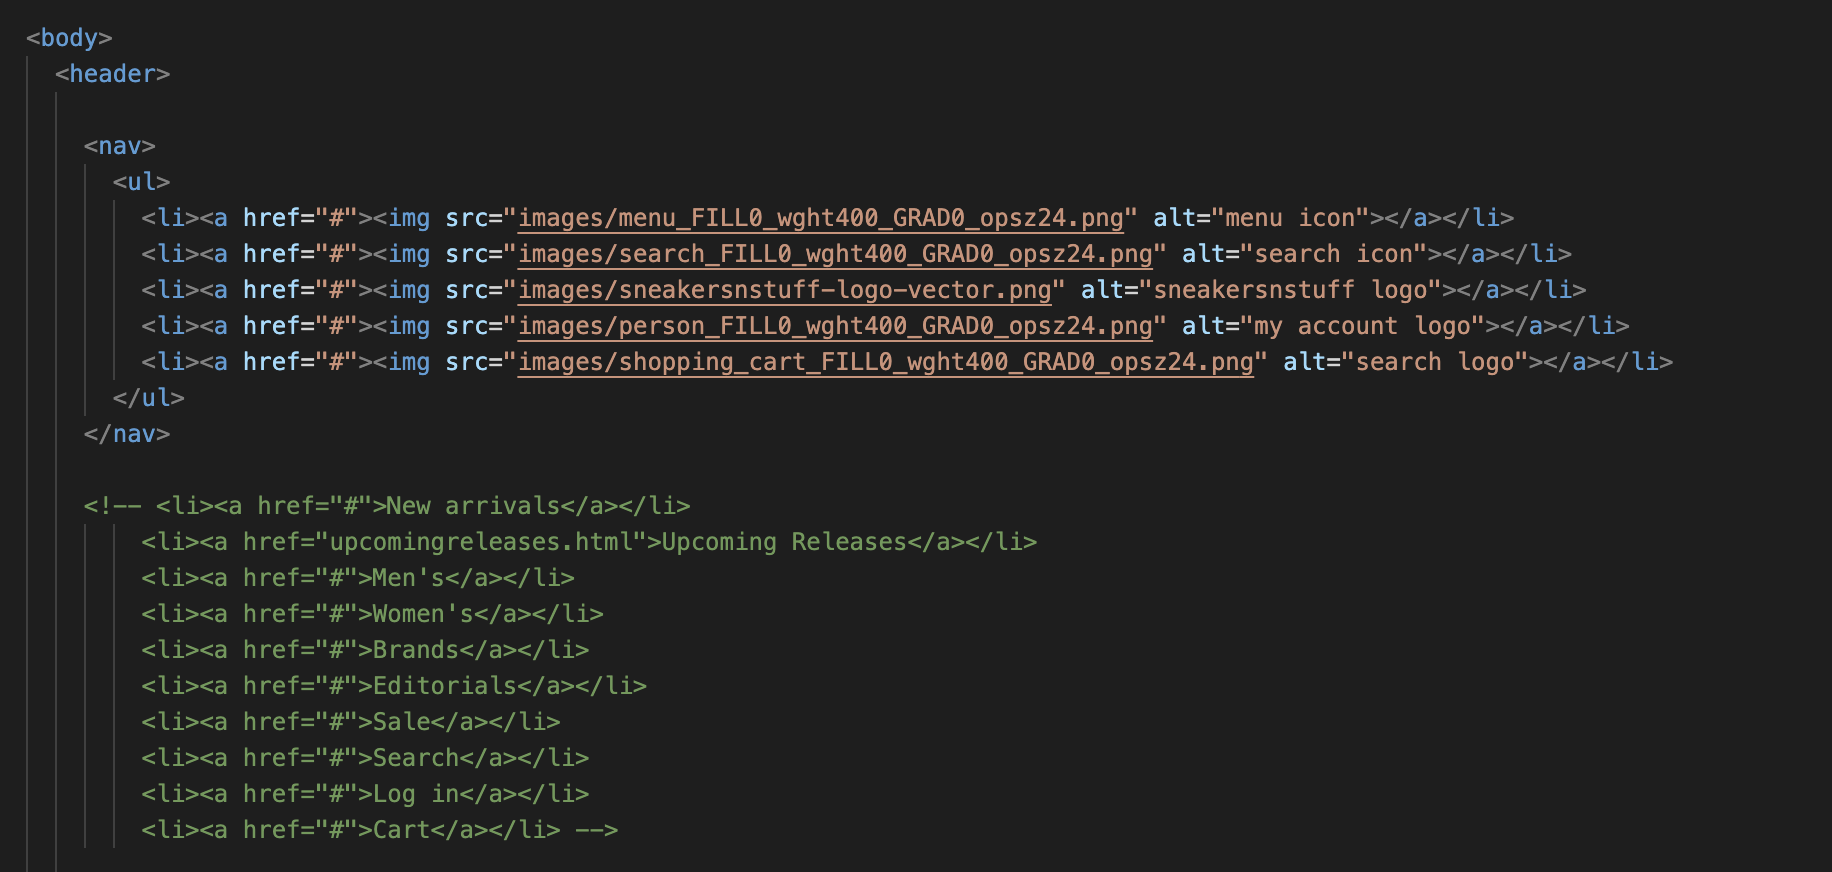 <body>
<header>
<nav>
<ul>
<li><a href="#"><img src="images/menu_FILL0_wght400_GRAD0_opsz24.png" alt="menu icon"></a></li>
<li><a href="#"><img src="images/search_FILL0_wght400_GRAD0_opsz24.png" alt="search icon"></a></li>
<li><a href="#"><img src="images/sneakersnstuff-logo-vector.png" alt="sneakersnstuff logo"></a></li>
<li><a href="#"><img src="images/person_FILL0_wght400_GRAD0_opsz24.png" alt="my account logo"></a></li>
<li><a href="#"><img src="images/shopping_cart_FILL0_wght400_GRAD0_opsz24.png" alt="search logo"></a></li>
</ul>
</nav>
<!-- <li><a href="#">New arrivals</a></li>
<li><a href="upcomingreleases.html">Upcoming Releases</a></li>
<li><a href="#">Men's</a></li>
<li><a href="#">Women's</a></li>
<li><a href="#">Brands</a></li>
<li><a href="#">Editorials</a></li>
<li><a href="#">Sale</a></li>
<li><a href="#">Search</a></li>
<li><a href="#">Log in</a></li>
<li><a href="#">Cart</a></li> -->